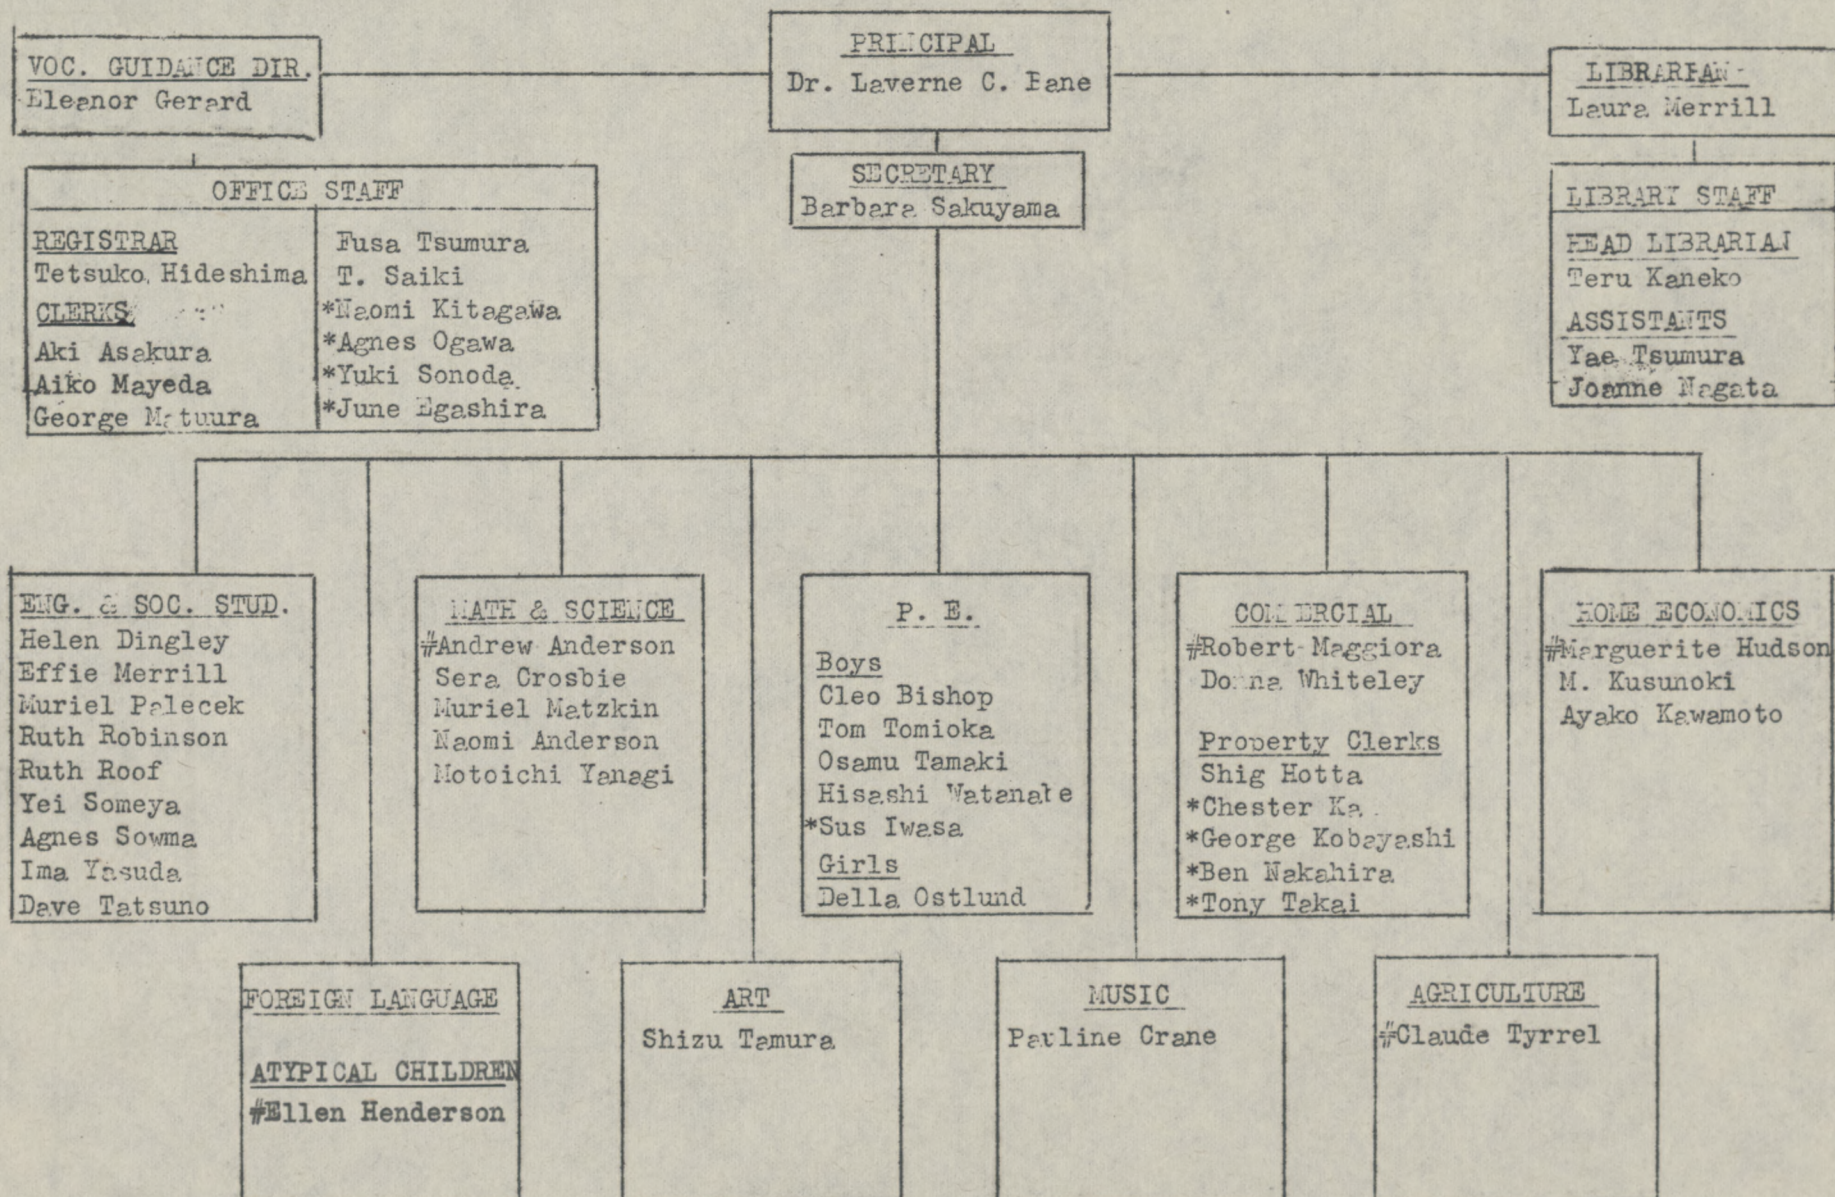 VOC. GUIDANCE DIR.
Eleanor Gerard
PRINCIPAL
Dr. Laverne C. Bane
LIBRARIAN
Laura Merrill
SECRETARY
Barbara Sakuyama
OFFICE STAFF
REGISTRAR
Tetsuko Hideshima
CLERKS
Aki Asakura
Aiko Mayeda
George Matuura
Fusa Tsumura
T. Saiki
*Naomi Kitagawa
*Agnes Ogawa
*Yuki Sonoda
*June Egashira
LIBRARY STAFF
HEAD LIBRARIAN
Teru Kaneko
ASSISTANTS
Yae Tsumura
Joanne Nagata
ENG. & SOC. STUD.
Helen Dingley
Effie Merrill
Muriel Palecek
Ruth Robinson
Ruth Roof
Yei Someya
Agnes Sowma
Ima Yasuda
Dave Tatsuno
MATH & SCIENCE
#Andrew Anderson
Sera Crosbie
Muriel Matzkin
Naomi Anderson
Motoichi Yanagi
P. E.
Boys
Cleo Bishop
Tom Tomioka
Osamu Tamaki
Hisashi Watanabe
*Sus Iwasa
Girls
Della Ostlund
COMMERCIAL
#Robert Maggiora
Donna Whiteley
Property Clerks
Shig Hotta
*Chester
*George Kobayashi
*Ben Nakahira
*Tony Takai
HOME ECONOMICS
#Marguerite Hudson
M. Kusunoki
Ayako Kawamoto
FOREIGN LANGUAGE
ATYPICAL CHILDREN
#Ellen Henderson
ART
Shizu Tamura
MUSIC
Pauline Crane
AGRICULTURE
#Claude Tyrrel